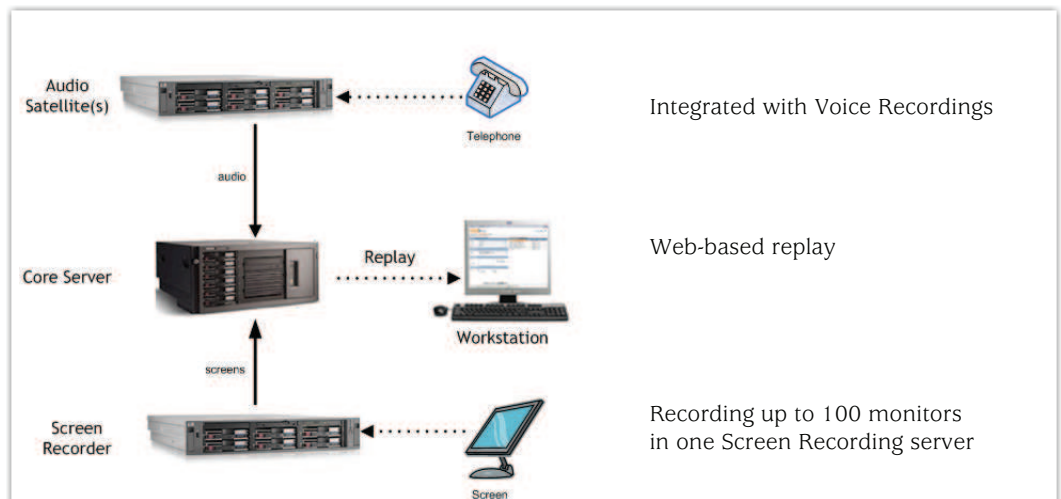 Audio
Satellite(s)
Telephone
Integrated with Voice Recordings
audio
Core Server
Replay
Workstation
Web-based replay
screens
Screen
Recorder
Screen
Recording up to 100 monitors
in one Screen Recording server